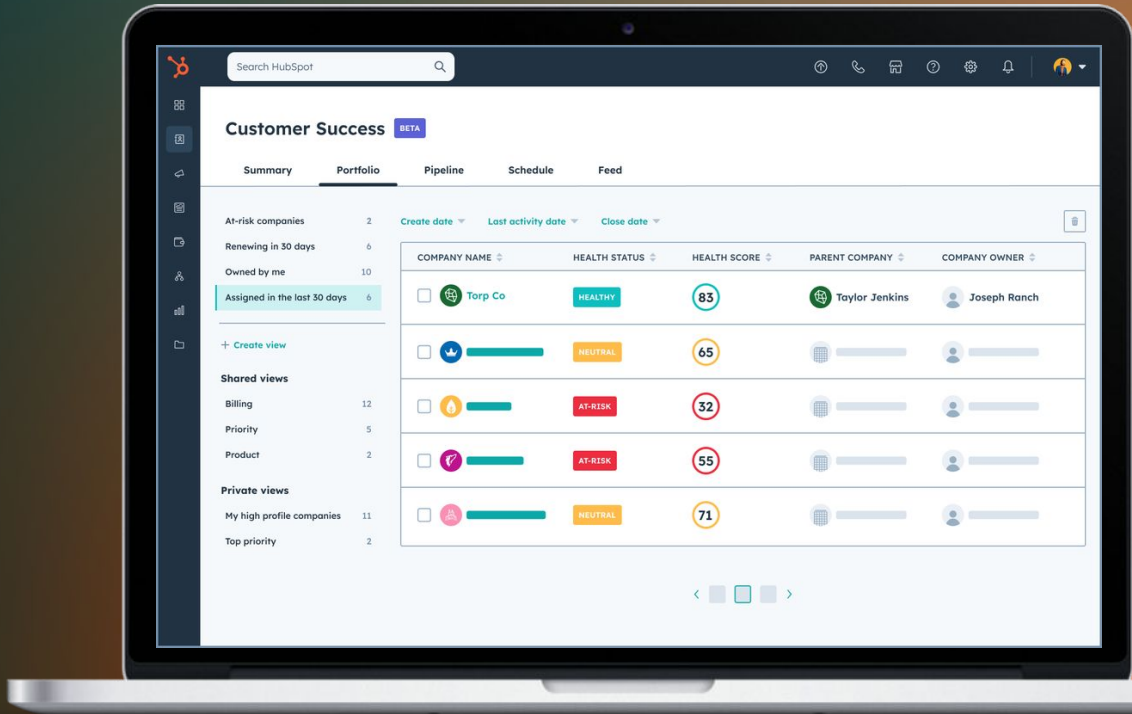 Search HubSpot
Customer Success BETA
Summary Portfolio Pipeline Schedule Feed
At-risk companies 2
Renewing in 30 days 6
Owned by me 10
Assigned in the last 30 days 6
+ Create view
Shared views
Billing 12
Priority 5
Product 2
Private views
My high profile companies 11
Top priority 2
Create date Last activity date Close date
COMPANY NAME HEALTH STATUS HEALTH SCORE PARENT COMPANY COMPANY OWNER
Torp Co HEALTHY 83 Taylor Jenkins Joseph Ranch
NEUTRAL 65
AT-RISK 32
AT-RISK 55
NEUTRAL 71